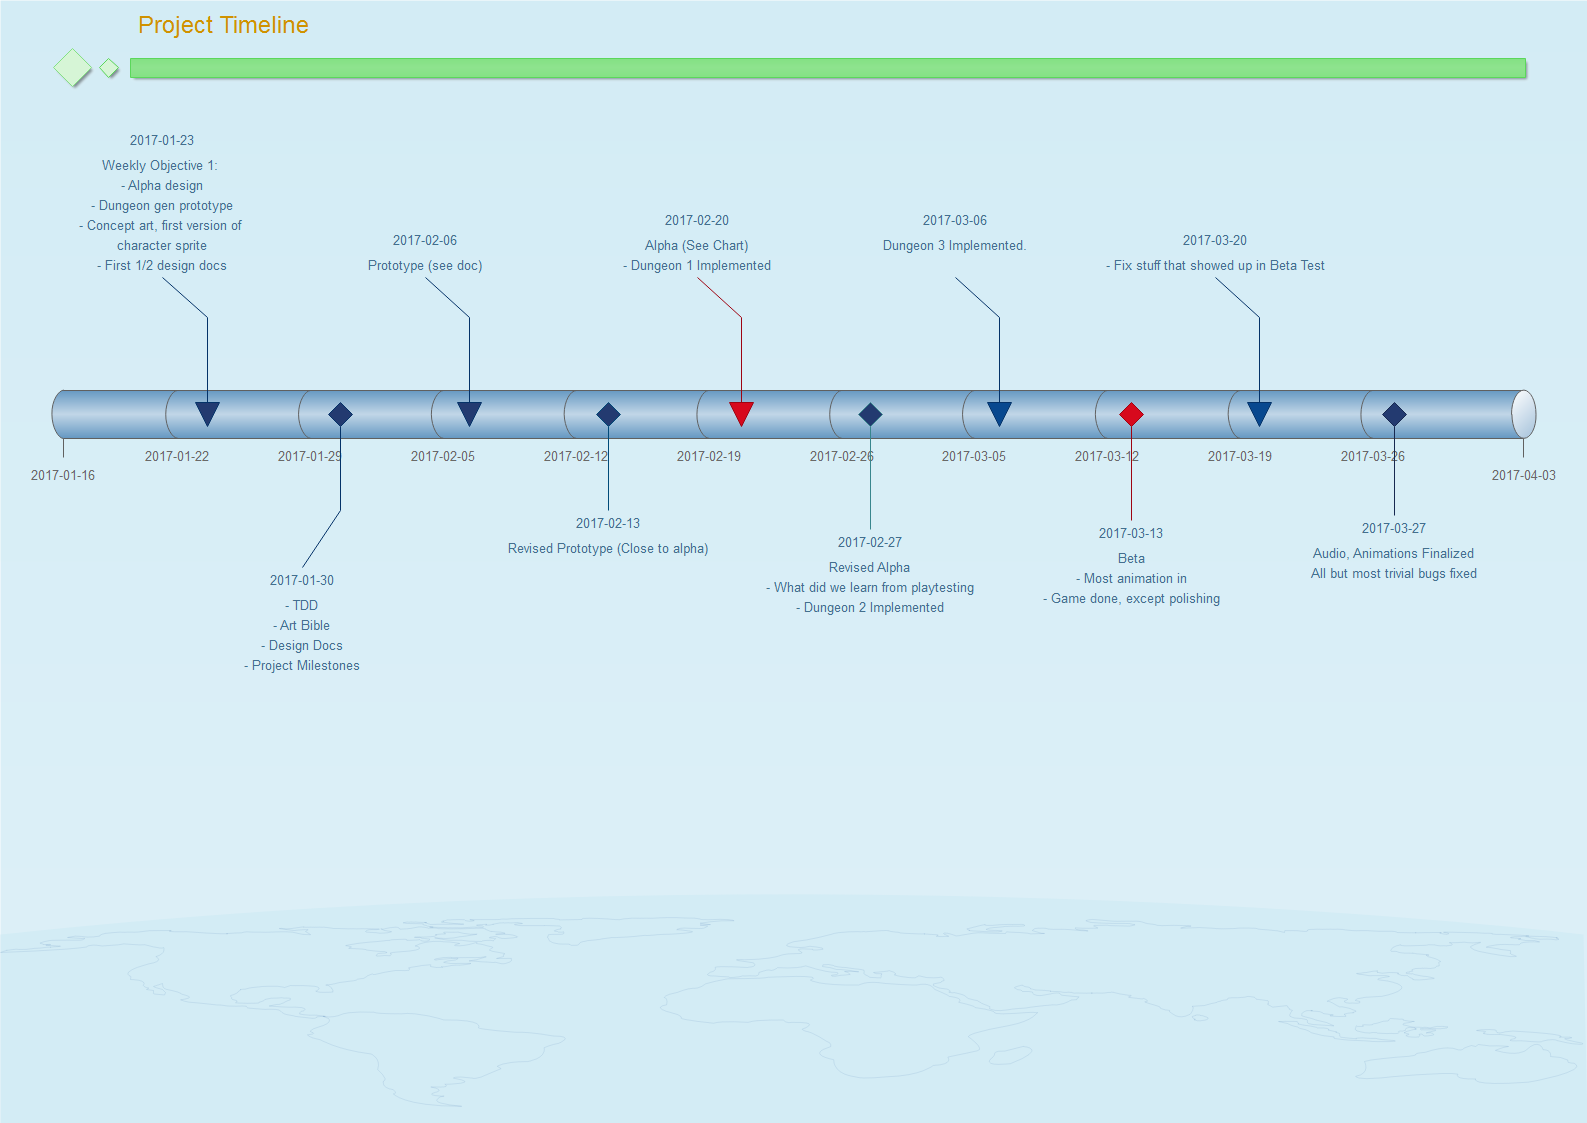 Project Timeline
2017-01-23
Weekly Objective 1:
- Alpha design
- Dungeon gen prototype
- Concept art, first version of
character sprite
- First 1/2 design docs
2017-02-06
Prototype (see doc)
2017-02-20
Alpha (See Chart)
- Dungeon 1 Implemented
2017-03-06
Dungeon 3 Implemented.
2017-03-20
- Fix stuff that showed up in Beta Test
2017-01-16
2017-01-22
2017-01-29
2017-02-05
2017-02-12
2017-02-19
2017-02-26
2017-03-05
2017-03-12
2017-03-19
2017-03-26
2017-04-03
2017-01-30
- TDD
- Art Bible
- Design Docs
- Project Milestones
2017-02-13
Revised Prototype (Close to alpha)
2017-02-27
Revised Alpha
- What did we learn from playtesting
- Dungeon 2 Implemented
2017-03-13
Beta
- Most animation in
- Game done, except polishing
2017-03-27
Audio, Animations Finalized
All but most trivial bugs fixed